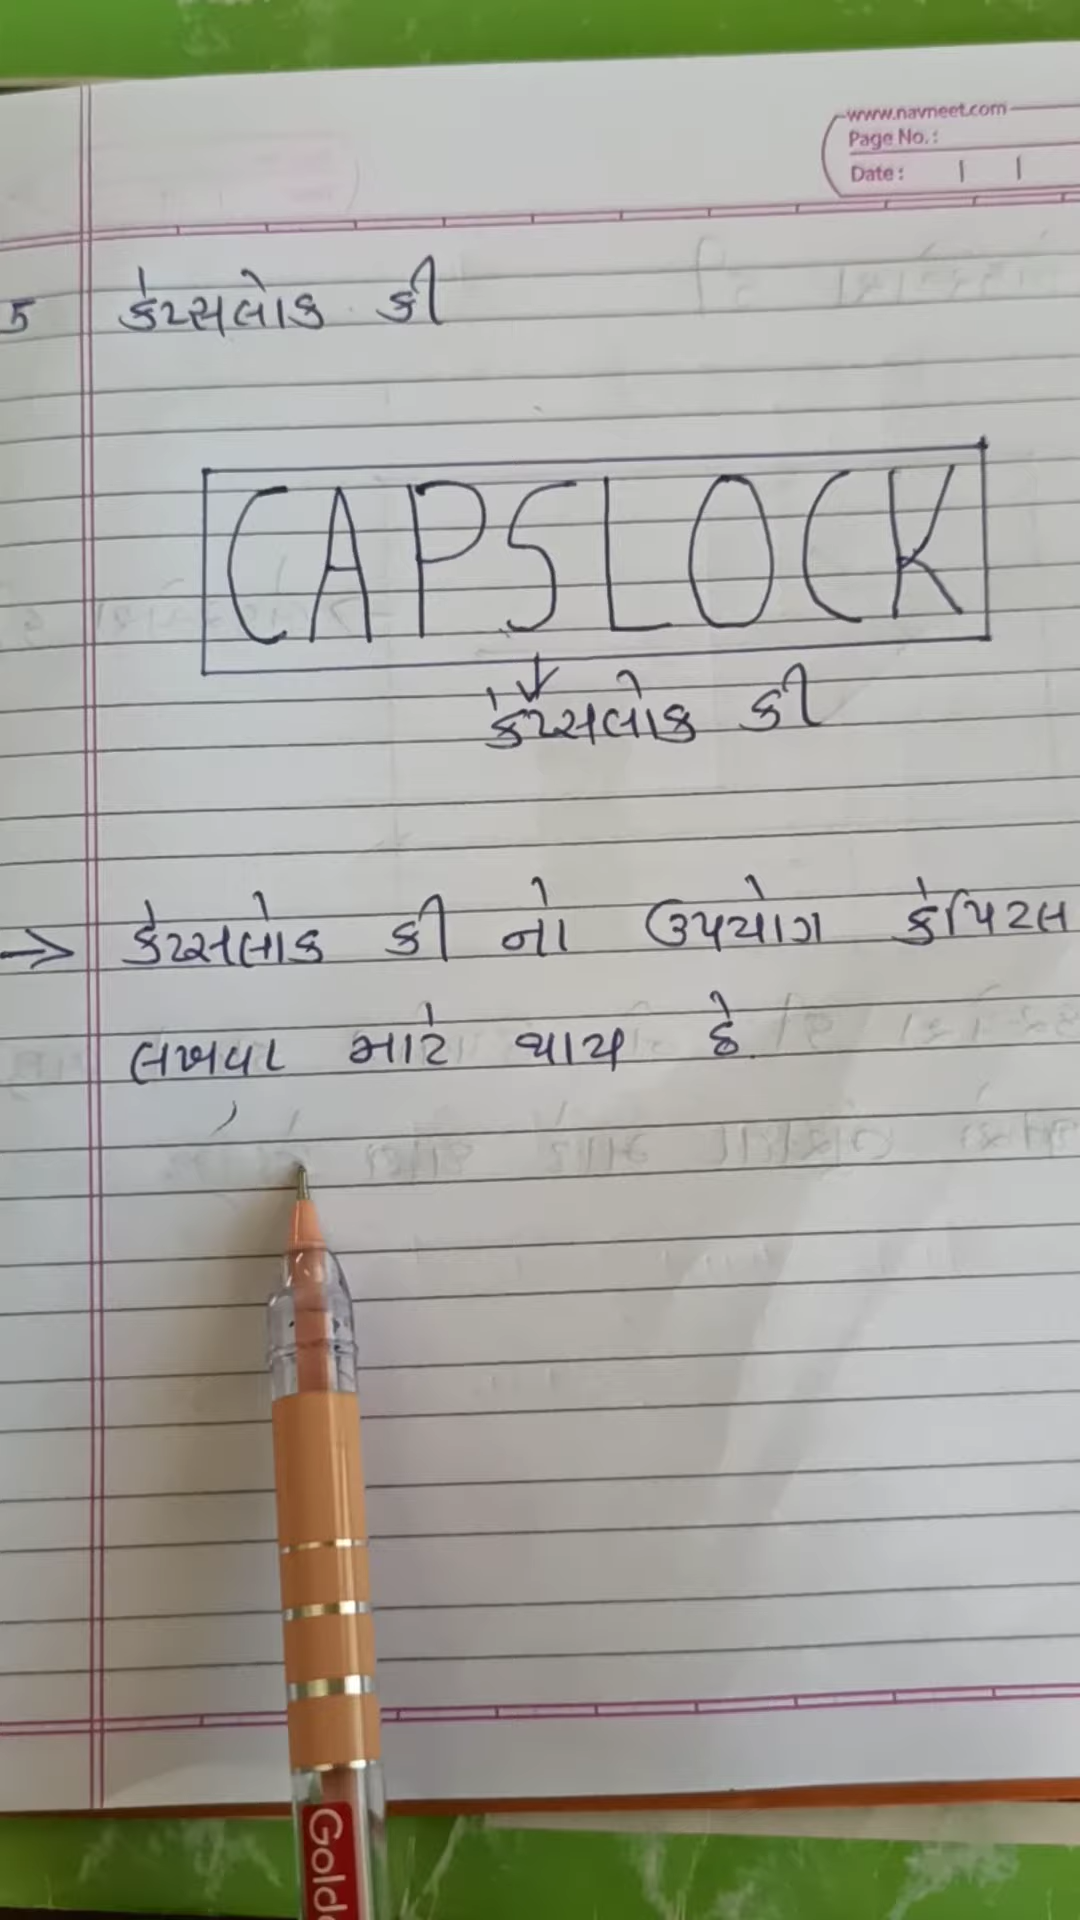 www.navneet.com
Page No.:
Date:
5 કેપ્સલોક કી
CAPSLOCK
કેપ્સલોક કી
→ કેપ્સલોક કી નો ઉપયોગ કેપિટલ
લખવા માટે થાય છે.
Gold